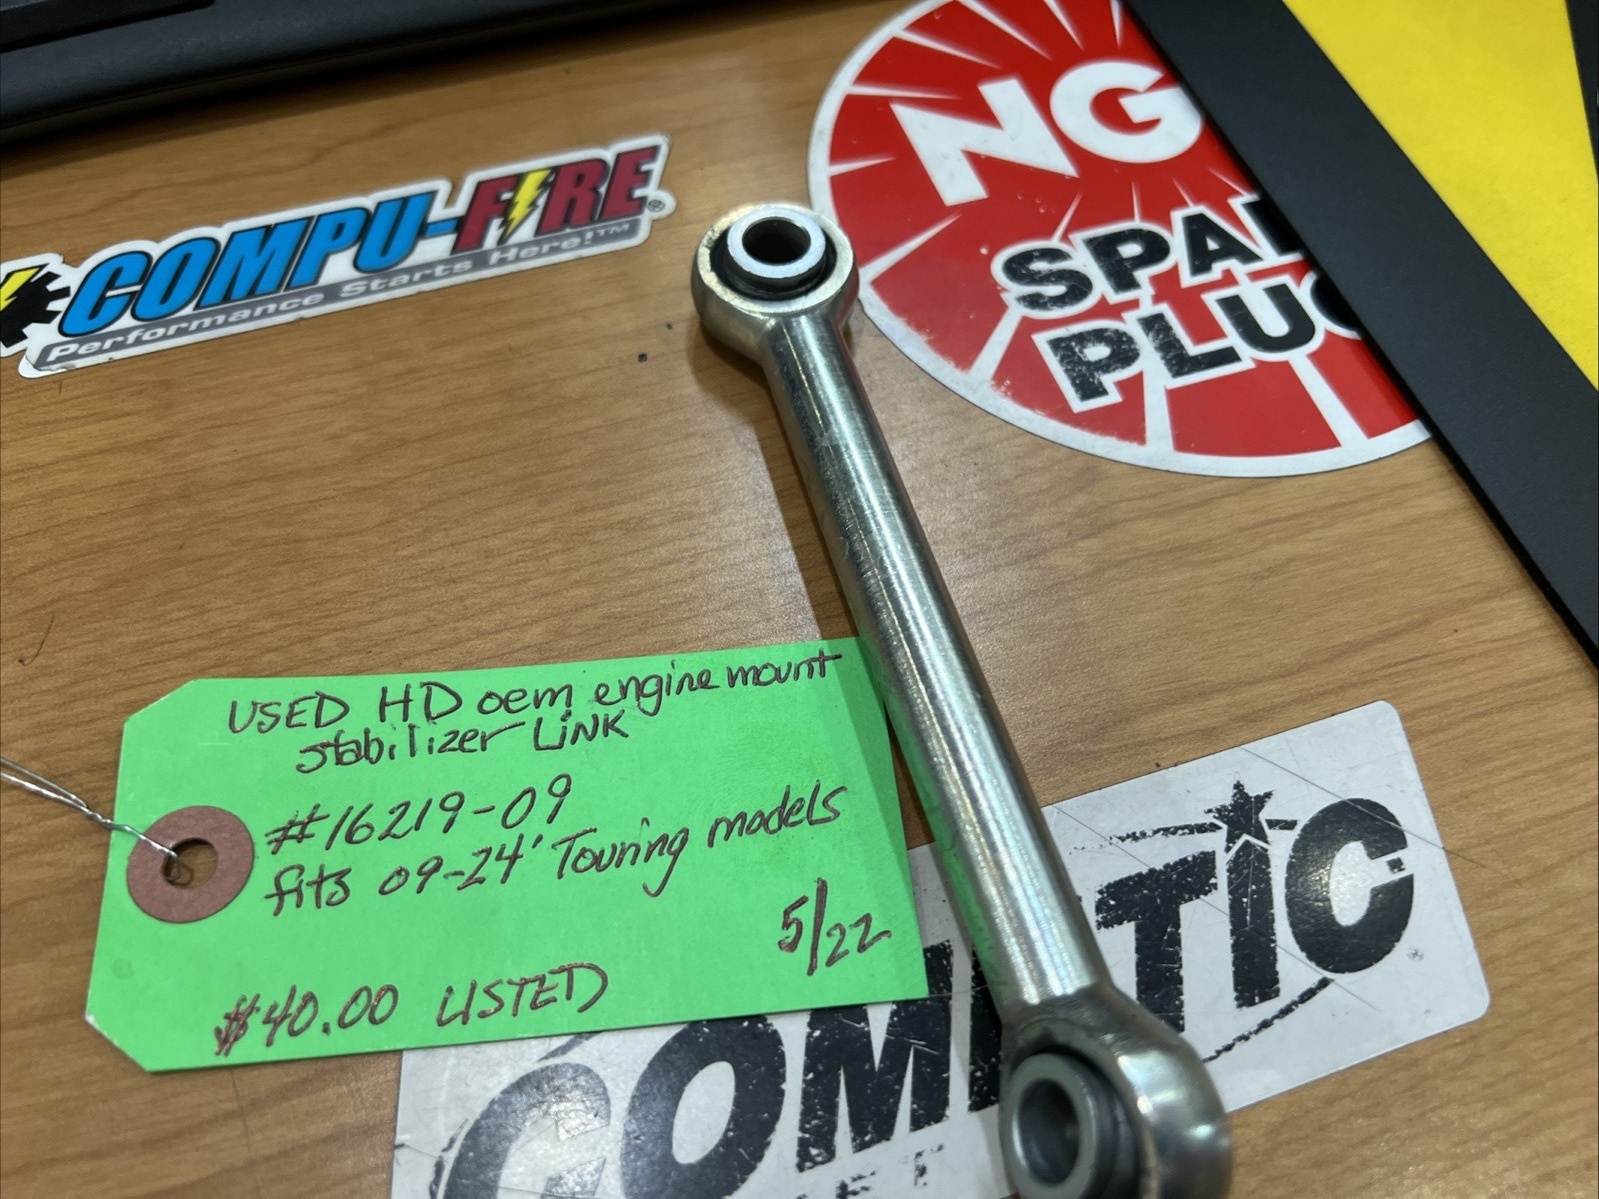 COMPU-FIRE®
Performance Starts Here!™
NG
SPA
PLU
USED HD oem engine mount
stabilizer LiNK
#16219-09
fits 09-24' Touring models
5/22
$40.00 LISTED
COM TIC